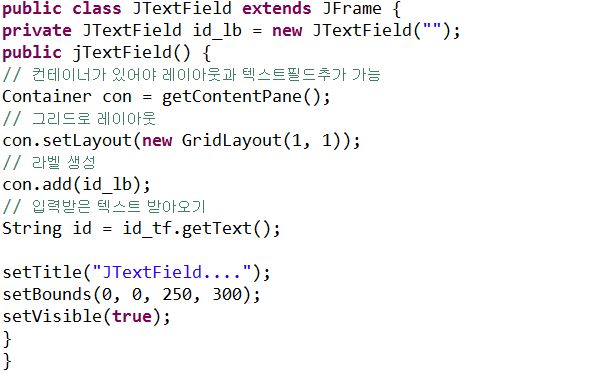 public class JTextField extends JFrame {
private JTextField id_lb = new JTextField("");
public jTextField() {
// 컨테이너가 있어야 레이아웃과 텍스트필드추가 가능
Container con = getContentPane();
// 그리드로 레이아웃
con.setLayout(new GridLayout(1, 1));
// 라벨 생성
con.add(id_lb);
// 입력받은 텍스트 받아오기
String id = id_tf.getText();
setTitle("JTextField....");
setBounds(0, 0, 250, 300);
setVisible(true);
}
}